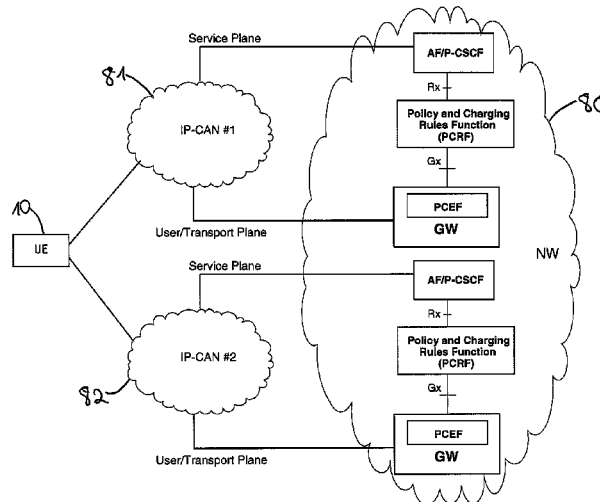 Service Plane
AF/P-CSCF
81
80
Rx
IP-CAN #1
Policy and Charging
Rules Function
(PCRF)
Gx
10
PCEF
UE
GW
User/Transport Plane
NW
Service Plane
AF/P-CSCF
Rx
IP-CAN #2
Policy and Charging
Rules Function
(PCRF)
82
Gx
PCEF
GW
User/Transport Plane